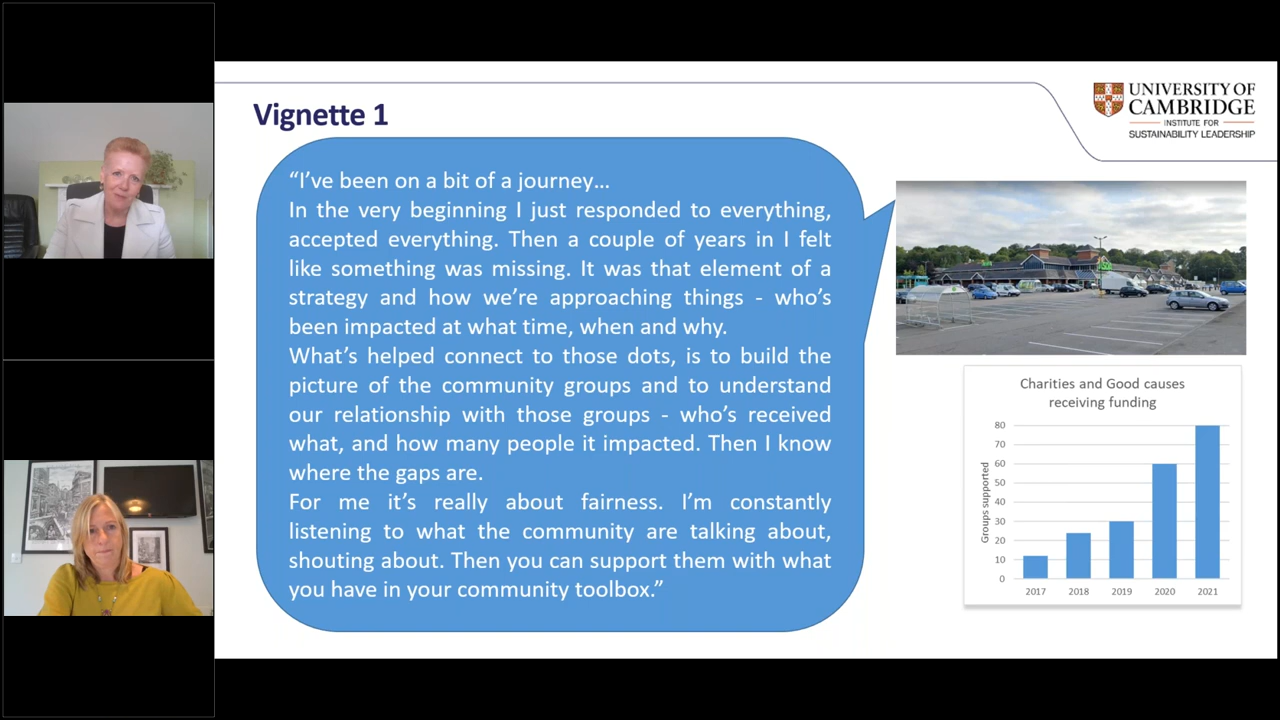 Vignette 1
UNIVERSITY OF
CAMBRIDGE
INSTITUTE FOR
SUSTAINABILITY LEADERSHIP
“I’ve been on a bit of a journey…
In the very beginning I just responded to everything,
accepted everything. Then a couple of years in I felt
like something was missing. It was that element of a
strategy and how we’re approaching things - who’s
been impacted at what time, when and why.
What’s helped connect to those dots, is to build the
picture of the community groups and to understand
our relationship with those groups - who’s received
what, and how many people it impacted. Then I know
where the gaps are.
For me it’s really about fairness. I’m constantly
listening to what the community are talking about,
shouting about. Then you can support them with what
you have in your community toolbox.”
Charities and Good causes
receiving funding
Groups supported
80
70
60
50
40
30
20
10
0
2017 2018 2019 2020 2021